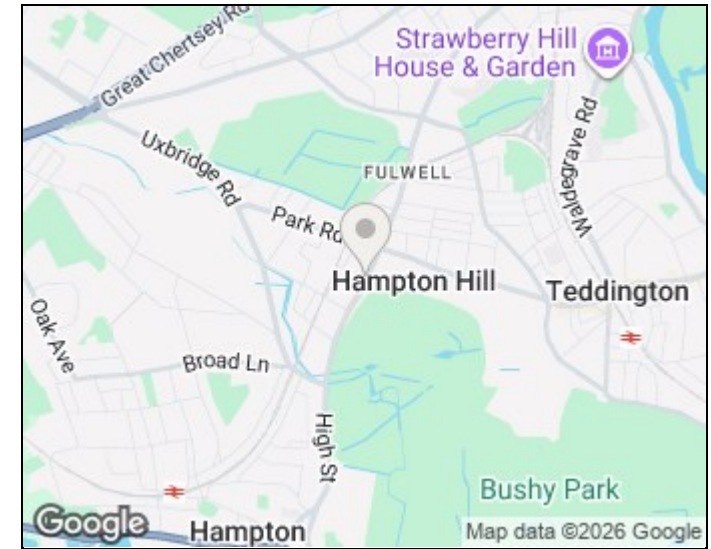 Great Chertsey Rd
Strawberry Hill
House & Garden
Uxbridge Rd
Waldegrave Rd
FULWELL
Park Rd
Hampton Hill
Teddington
Oak Ave
Broad Ln
High St
Bushy Park
Google
Hampton
Map data ©2026 Google